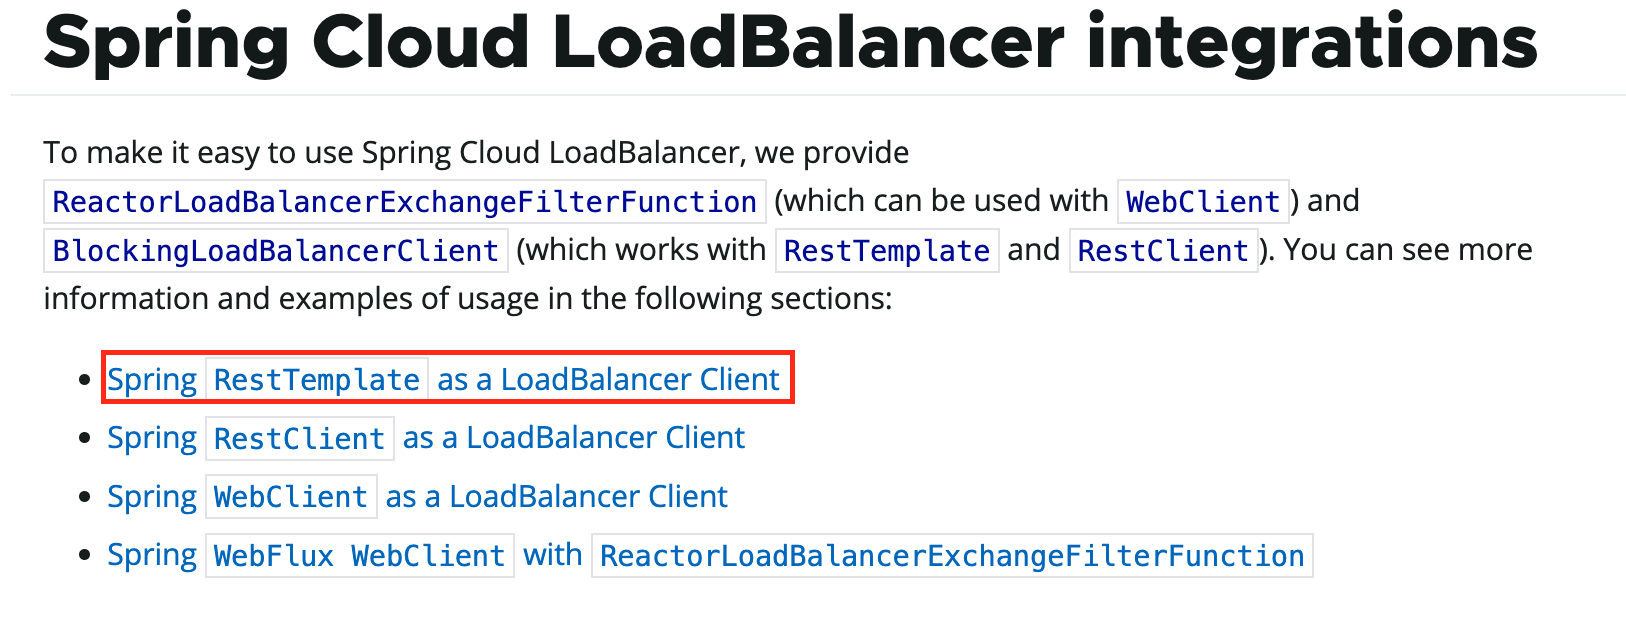 Spring Cloud LoadBalancer integrations
To make it easy to use Spring Cloud LoadBalancer, we provide
ReactorLoadBalancerExchangeFilterFunction (which can be used with WebClient) and
BlockingLoadBalancerClient (which works with RestTemplate and RestClient). You can see more
information and examples of usage in the following sections:
• Spring RestTemplate as a LoadBalancer Client
• Spring RestClient as a LoadBalancer Client
• Spring WebClient as a LoadBalancer Client
• Spring WebFlux WebClient with ReactorLoadBalancerExchangeFilterFunction